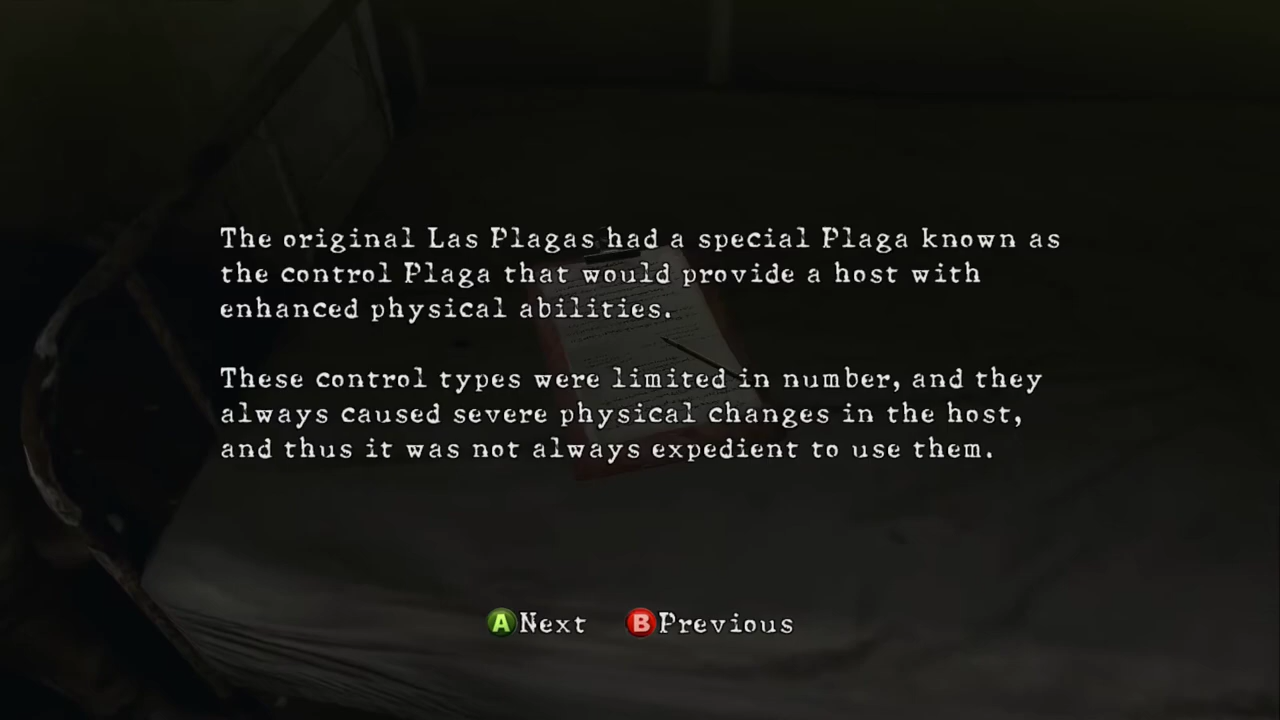 The original Las Plagas had a special Plaga known as
the control Plaga that would provide a host with
enhanced physical abilities.
These control types were limited in number, and they
always caused severe physical changes in the host,
and thus it was not always expedient to use them.
A Next B Previous